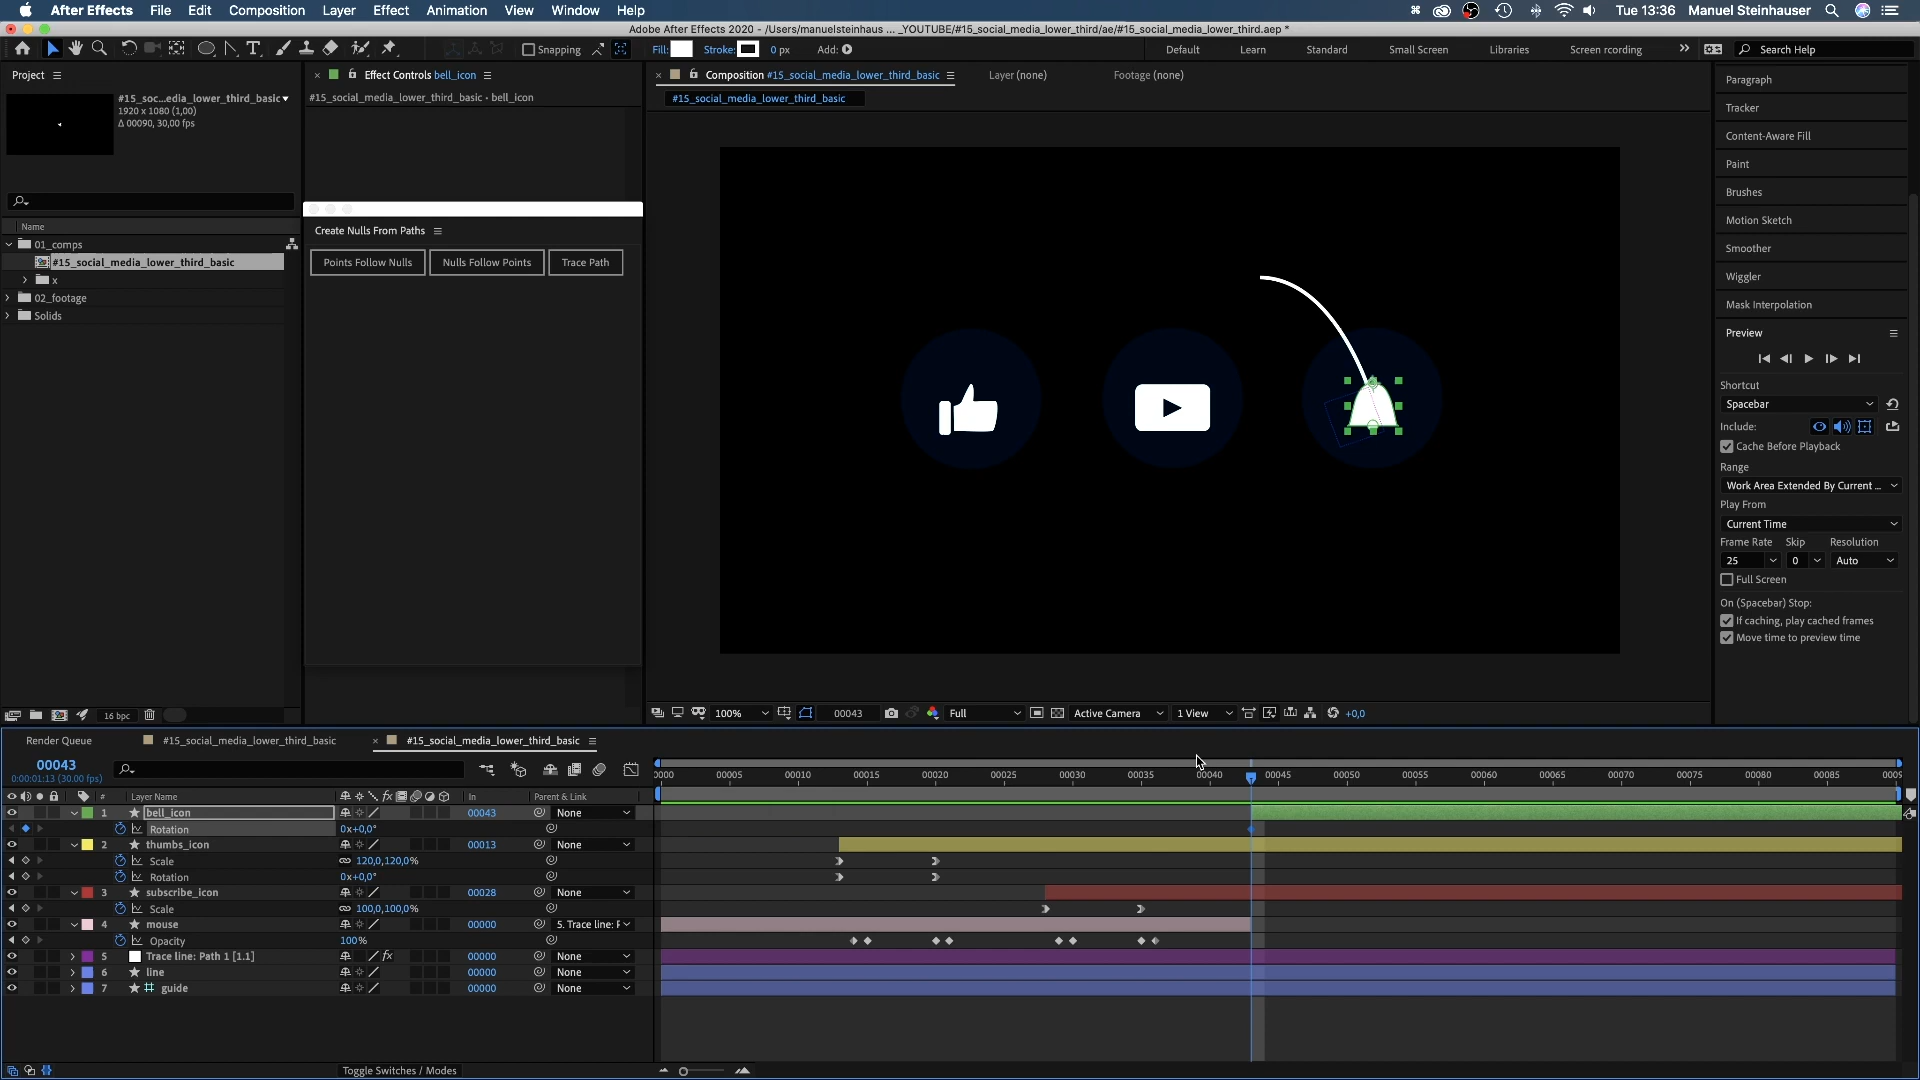 After Effects File Edit Composition Layer Effect Animation View Window Help Tue 13:36 Manuel Steinhauser
Adobe After Effects 2020 - /Users/manuelsteinhaus ... _YOUTUBE/#15_social_media_lower_third/ae/#15_social_media_lower_third.aep *
Snapping Fill: Stroke: 0 px Add: Default Learn Standard Small Screen Libraries Screen rcording Search Help
Project Effect Controls bell_icon Composition #15_social_media_lower_third_basic Layer (none) Footage (none)
#15_social_media_lower_third_basic • bell_icon #15_social_media_lower_third_basic
#15_soc...edia_lower_third_basic
1920 x 1080 (1,00)
Δ 00090, 30,00 fps
Name
01_comps
#15_social_media_lower_third_basic
x
02_footage
Solids
16 bpc
Create Nulls From Paths
Points Follow Nulls Nulls Follow Points Trace Path
100% 00043 Full Active Camera 1 View +0,0
Paragraph
Tracker
Content-Aware Fill
Paint
Brushes
Motion Sketch
Smoother
Wiggler
Mask Interpolation
Preview
Shortcut
Spacebar
Include:
Cache Before Playback
Range
Work Area Extended By Current ...
Play From
Current Time
Frame Rate Skip Resolution
25 0 Auto
Full Screen
On (Spacebar) Stop:
If caching, play cached frames
Move time to preview time
Render Queue #15_social_media_lower_third_basic #15_social_media_lower_third_basic
00043
0:00:01:13 (30.00 fps)
0000 00005 00010 00015 00020 00025 00030 00035 00040 00045 00050 00055 00060 00065 00070 00075 00080 00085 0009
# Layer Name fx In Parent & Link
1 bell_icon 00043 None
Rotation 0x+0,0°
2 thumbs_icon 00013 None
Scale 120,0,120,0%
Rotation 0x+0,0°
3 subscribe_icon 00028 None
Scale 100,0,100,0%
4 mouse 00000 5. Trace line: F
Opacity 100%
5 Trace line: Path 1 [1.1] fx 00000 None
6 line 00000 None
7 guide 00000 None
Toggle Switches / Modes